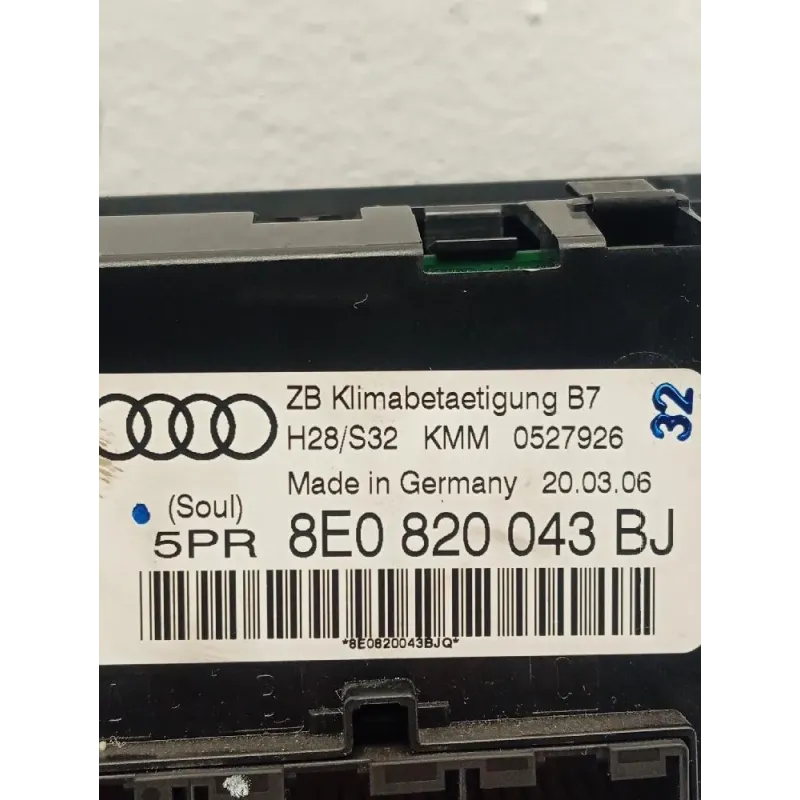 ZB Klimabetaetigung B7
H28/S32 KMM 0527926
32
Made in Germany 20.03.06
(Soul)
5PR 8E0 820 043 BJ
*8E0820043BJQ*